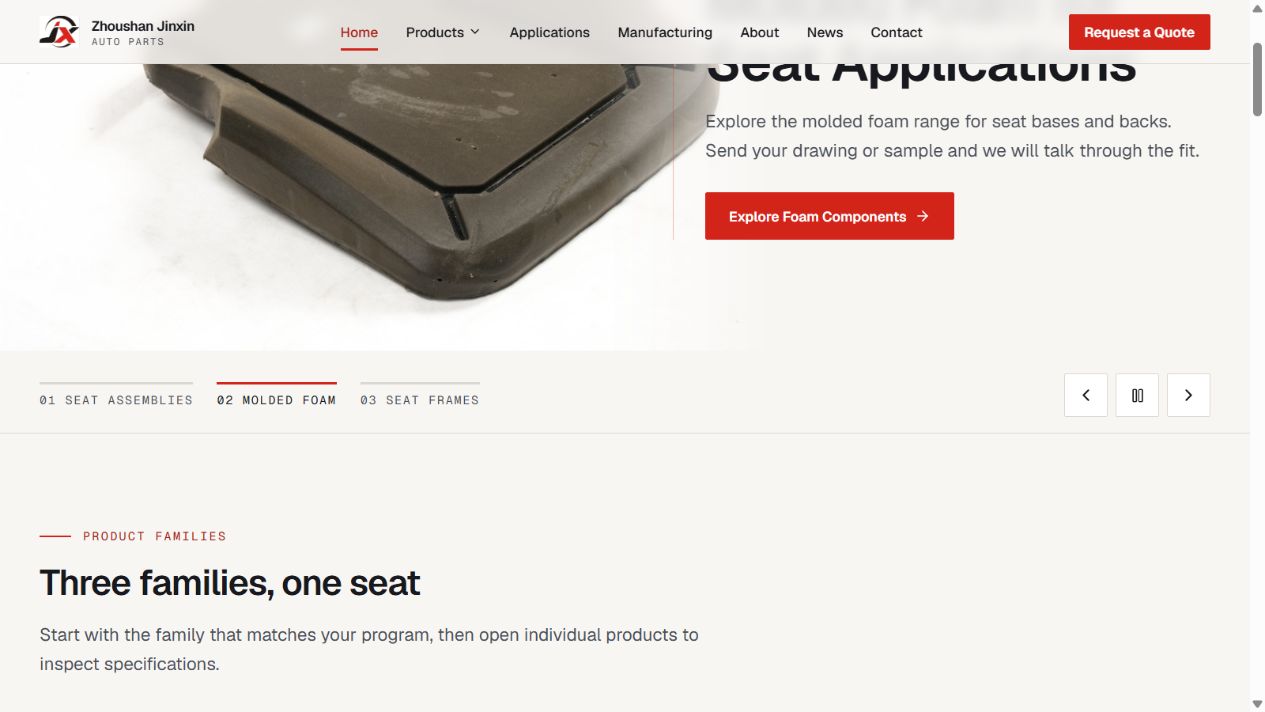 Zhoushan Jinxin
AUTO PARTS
Home
Products
Applications
Manufacturing
About
News
Contact
Request a Quote
Seat Applications
Explore the molded foam range for seat bases and backs.
Send your drawing or sample and we will talk through the fit.
Explore Foam Components
01 SEAT ASSEMBLIES
02 MOLDED FOAM
03 SEAT FRAMES
PRODUCT FAMILIES
Three families, one seat
Start with the family that matches your program, then open individual products to
inspect specifications.